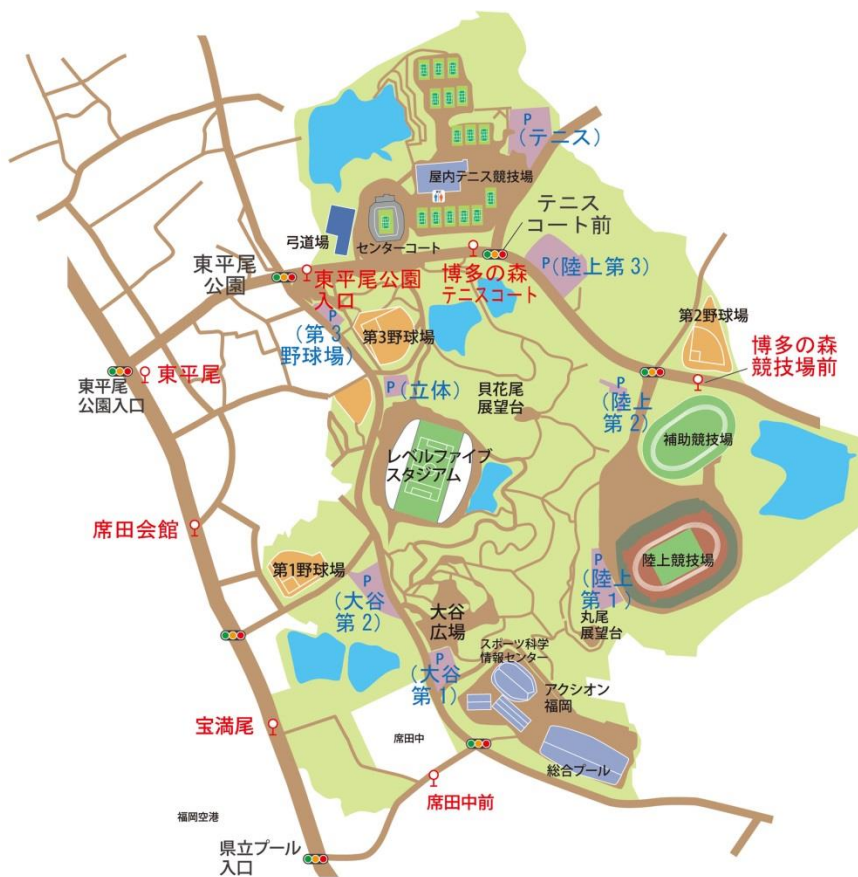 P
(テニス)
屋内テニス競技場
テニス
コート前
弓道場
センターコート
東平尾
公園
東平尾公園
入口
博多の森
テニスコート
P(陸上第3)
P
(第3
野球場)
第3野球場
第2野球場
博多の森
競技場前
東平尾
公園入口
東平尾
P(立体)
貝花尾
展望台
P
(陸上
第2)
補助競技場
レベルファイブ
スタジアム
席田会館
第1野球場
P
(大谷
第2)
大谷
広場
P
(陸上
第1)
陸上競技場
丸尾
展望台
スポーツ科学
情報センター
P
(大谷
第1)
アクシオン
福岡
宝満尾
席田中
総合プール
席田中前
福岡空港
県立プール
入口